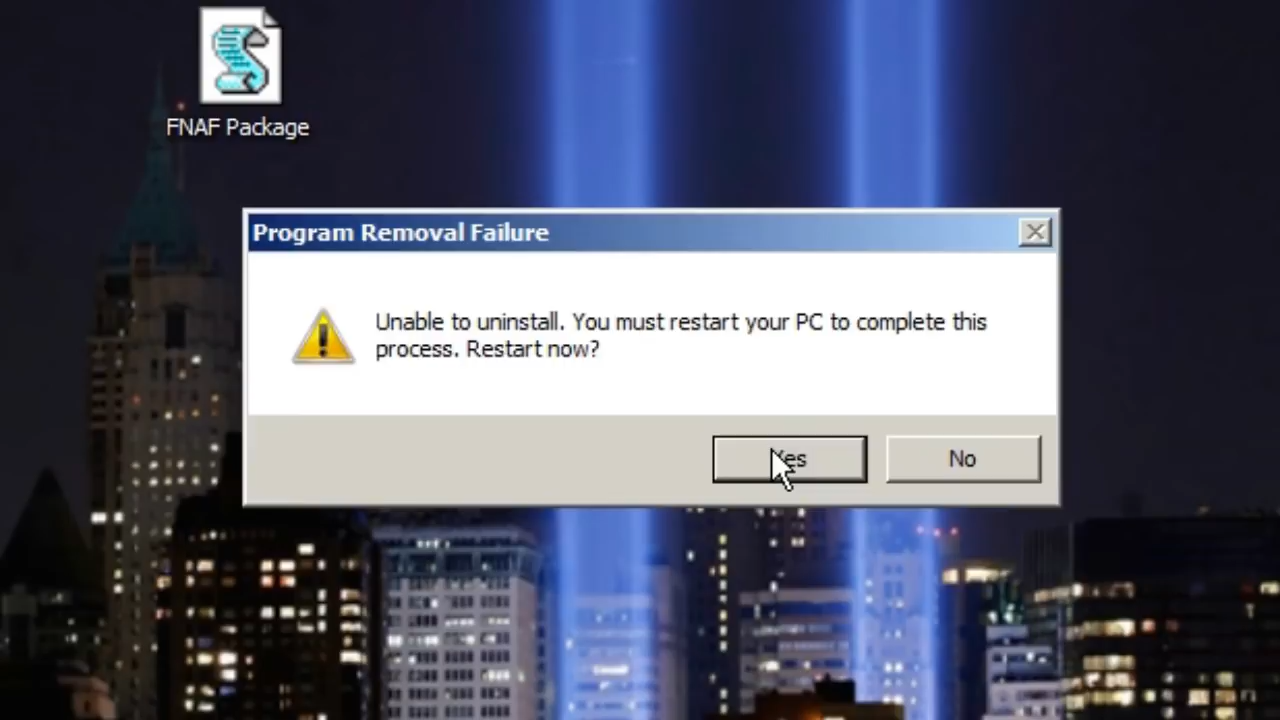 FNAF Package
Program Removal Failure
Unable to uninstall. You must restart your PC to complete this
process. Restart now?
Yes
No